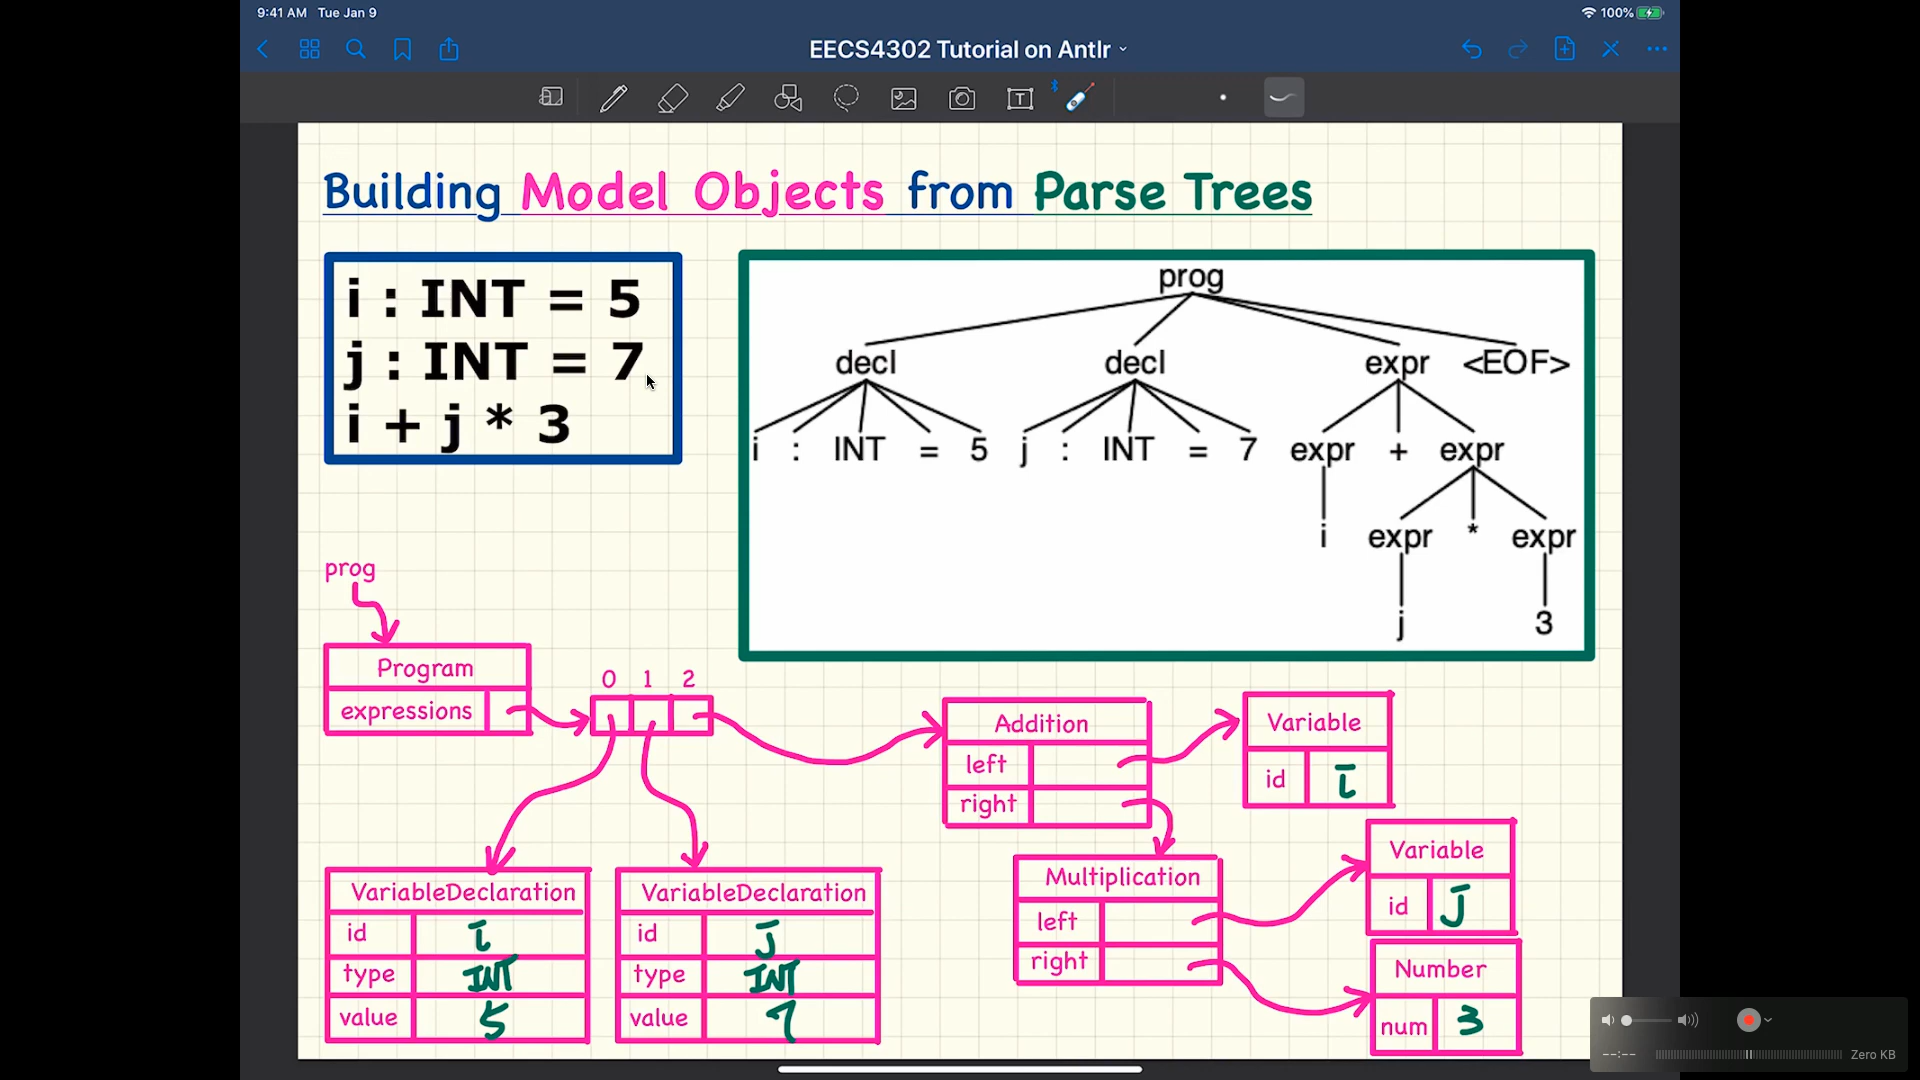 9:41 AM Tue Jan 9
100%
EECS4302 Tutorial on Antlr
Building Model Objects from Parse Trees
i : INT = 5
j : INT = 7
i + j * 3
prog
decl decl expr <EOF>
i : INT = 5 j : INT = 7 expr + expr
i expr * expr
j 3
prog
Program
expressions
0 1 2
Addition
left
right
Variable
id i
Multiplication
left
right
Variable
id J
Number
num 3
VariableDeclaration
id i
type INT
value 5
VariableDeclaration
id j
type INT
value 7
--:-- Zero KB